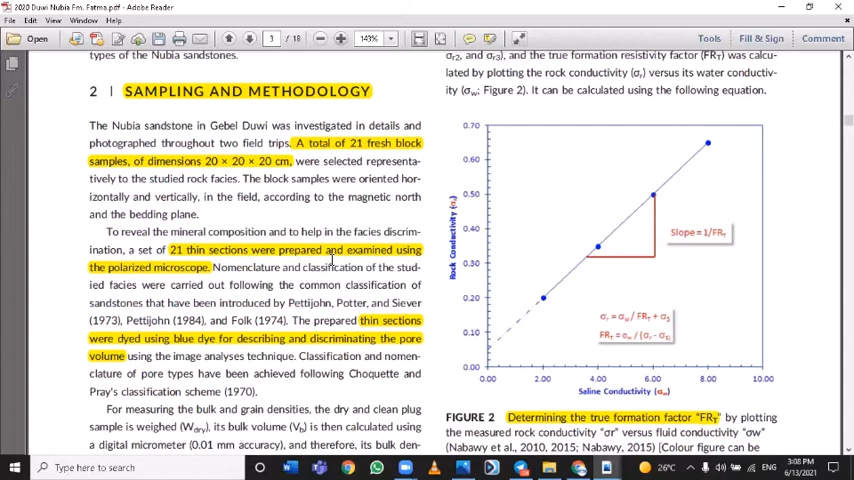 2020 Duwi Nubia Fm. Fatma.pdf - Adobe Reader
File Edit View Window Help
Open
3 / 18
143%
Tools
Fill & Sign
Comment
types of the Nubia sandstones.
2 | SAMPLING AND METHODOLOGY
The Nubia sandstone in Gebel Duwi was investigated in details and
photographed throughout two field trips. A total of 21 fresh block
samples, of dimensions 20 × 20 × 20 cm, were selected representa-
tively to the studied rock facies. The block samples were oriented hor-
izontally and vertically, in the field, according to the magnetic north
and the bedding plane.
To reveal the mineral composition and to help in the facies discrim-
ination, a set of 21 thin sections were prepared and examined using
the polarized microscope. Nomenclature and classification of the stud-
ied facies were carried out following the common classification of
sandstones that have been introduced by Pettijohn, Potter, and Siever
(1973), Pettijohn (1984), and Folk (1974). The prepared thin sections
were dyed using blue dye for describing and discriminating the pore
volume using the image analyses technique. Classification and nomen-
clature of pore types have been achieved following Choquette and
Pray's classification scheme (1970).
For measuring the bulk and grain densities, the dry and clean plug
sample is weighed (Wdry), its bulk volume (Vb) is then calculated using
a digital micrometer (0.01 mm accuracy), and therefore, its bulk den-
σr2, and σr3), and the true formation resistivity factor (FRT) was calcu-
lated by plotting the rock conductivity (σr) versus its water conductiv-
ity (σw; Figure 2). It can be calculated using the following equation.
0.70
0.60
0.50
0.40
0.30
0.20
0.10
0.00
Rock Conductivity (σr)
Slope = 1/FRT
σr = σw / FRT + σS
FRT = σw / (σr - σS)
0.00 2.00 4.00 6.00 8.00 10.00
Saline Conductivity (σw)
FIGURE 2 Determining the true formation factor "FRT" by plotting
the measured rock conductivity "σr" versus fluid conductivity "σw"
(Nabawy et al., 2010, 2015; Nabawy, 2015) [Colour figure can be
Type here to search
26°C
ENG
3:08 PM
6/13/2021